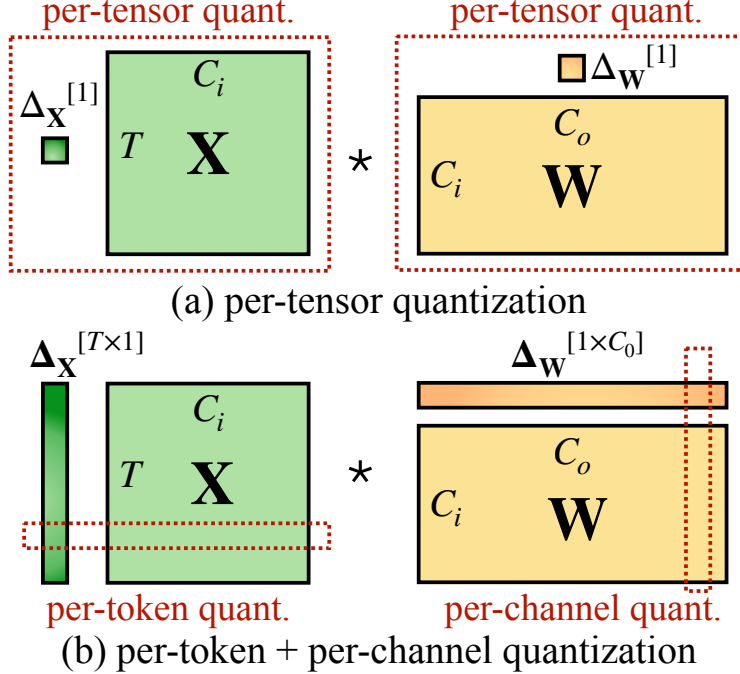 per-tensor quant. per-tensor quant.
Δ_X^[1] C_i Δ_W^[1]
T X ⋆ C_o
C_i W
(a) per-tensor quantization
Δ_X^[T×1] Δ_W^[1×C_0]
C_i
T X ⋆ C_o
C_i W
per-token quant. per-channel quant.
(b) per-token + per-channel quantization